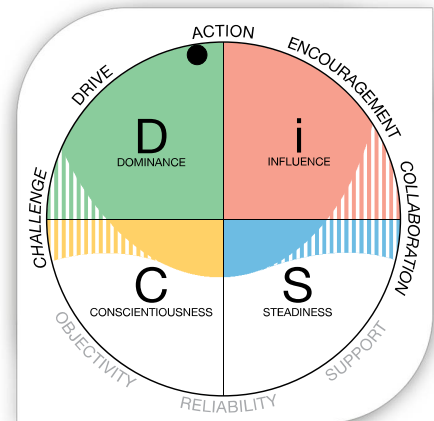 ACTION
DRIVE
ENCOURAGEMENT
D
DOMINANCE
i
INFLUENCE
CHALLENGE
COLLABORATION
C
CONSCIENTIOUSNESS
S
STEADINESS
OBJECTIVITY
SUPPORT
RELIABILITY